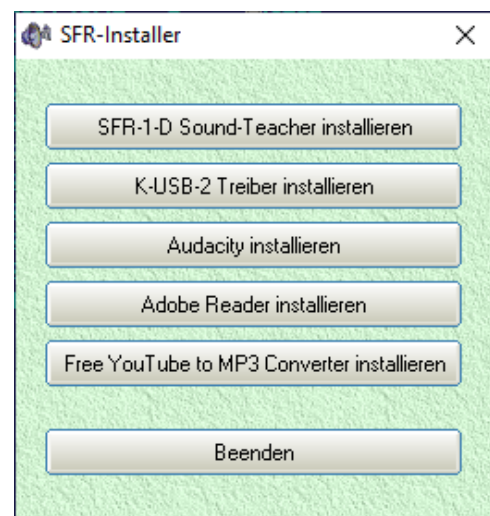 SFR-Installer
SFR-1-D Sound-Teacher installieren
K-USB-2 Treiber installieren
Audacity installieren
Adobe Reader installieren
Free YouTube to MP3 Converter installieren
Beenden